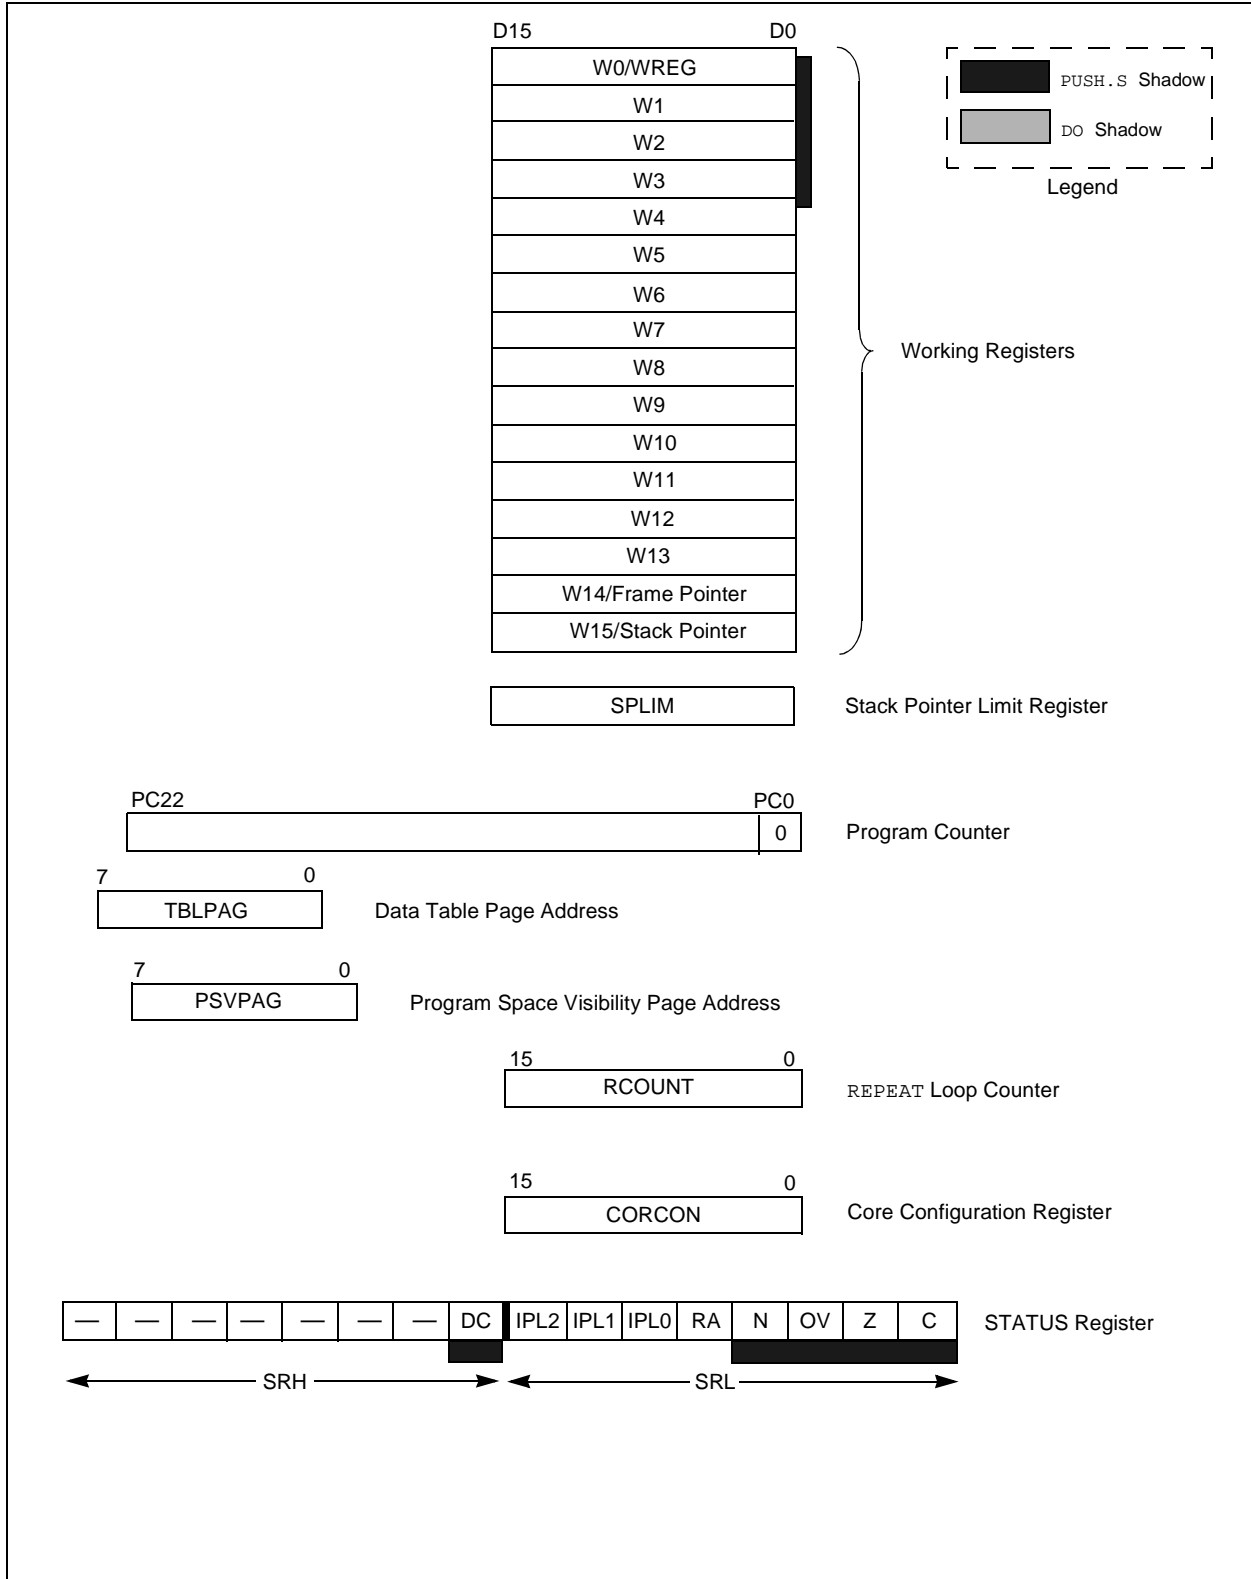 D15 D0
W0/WREG
W1
W2
W3
W4
W5
W6
W7
W8
W9
W10
W11
W12
W13
W14/Frame Pointer
W15/Stack Pointer
PUSH.S Shadow
DO Shadow
Legend
Working Registers
SPLIM Stack Pointer Limit Register
PC22 PC0
0 Program Counter
7 0
TBLPAG Data Table Page Address
7 0
PSVPAG Program Space Visibility Page Address
15 0
RCOUNT REPEAT Loop Counter
15 0
CORCON Core Configuration Register
— — — — — — — DC IPL2 IPL1 IPL0 RA N OV Z C STATUS Register
SRH SRL